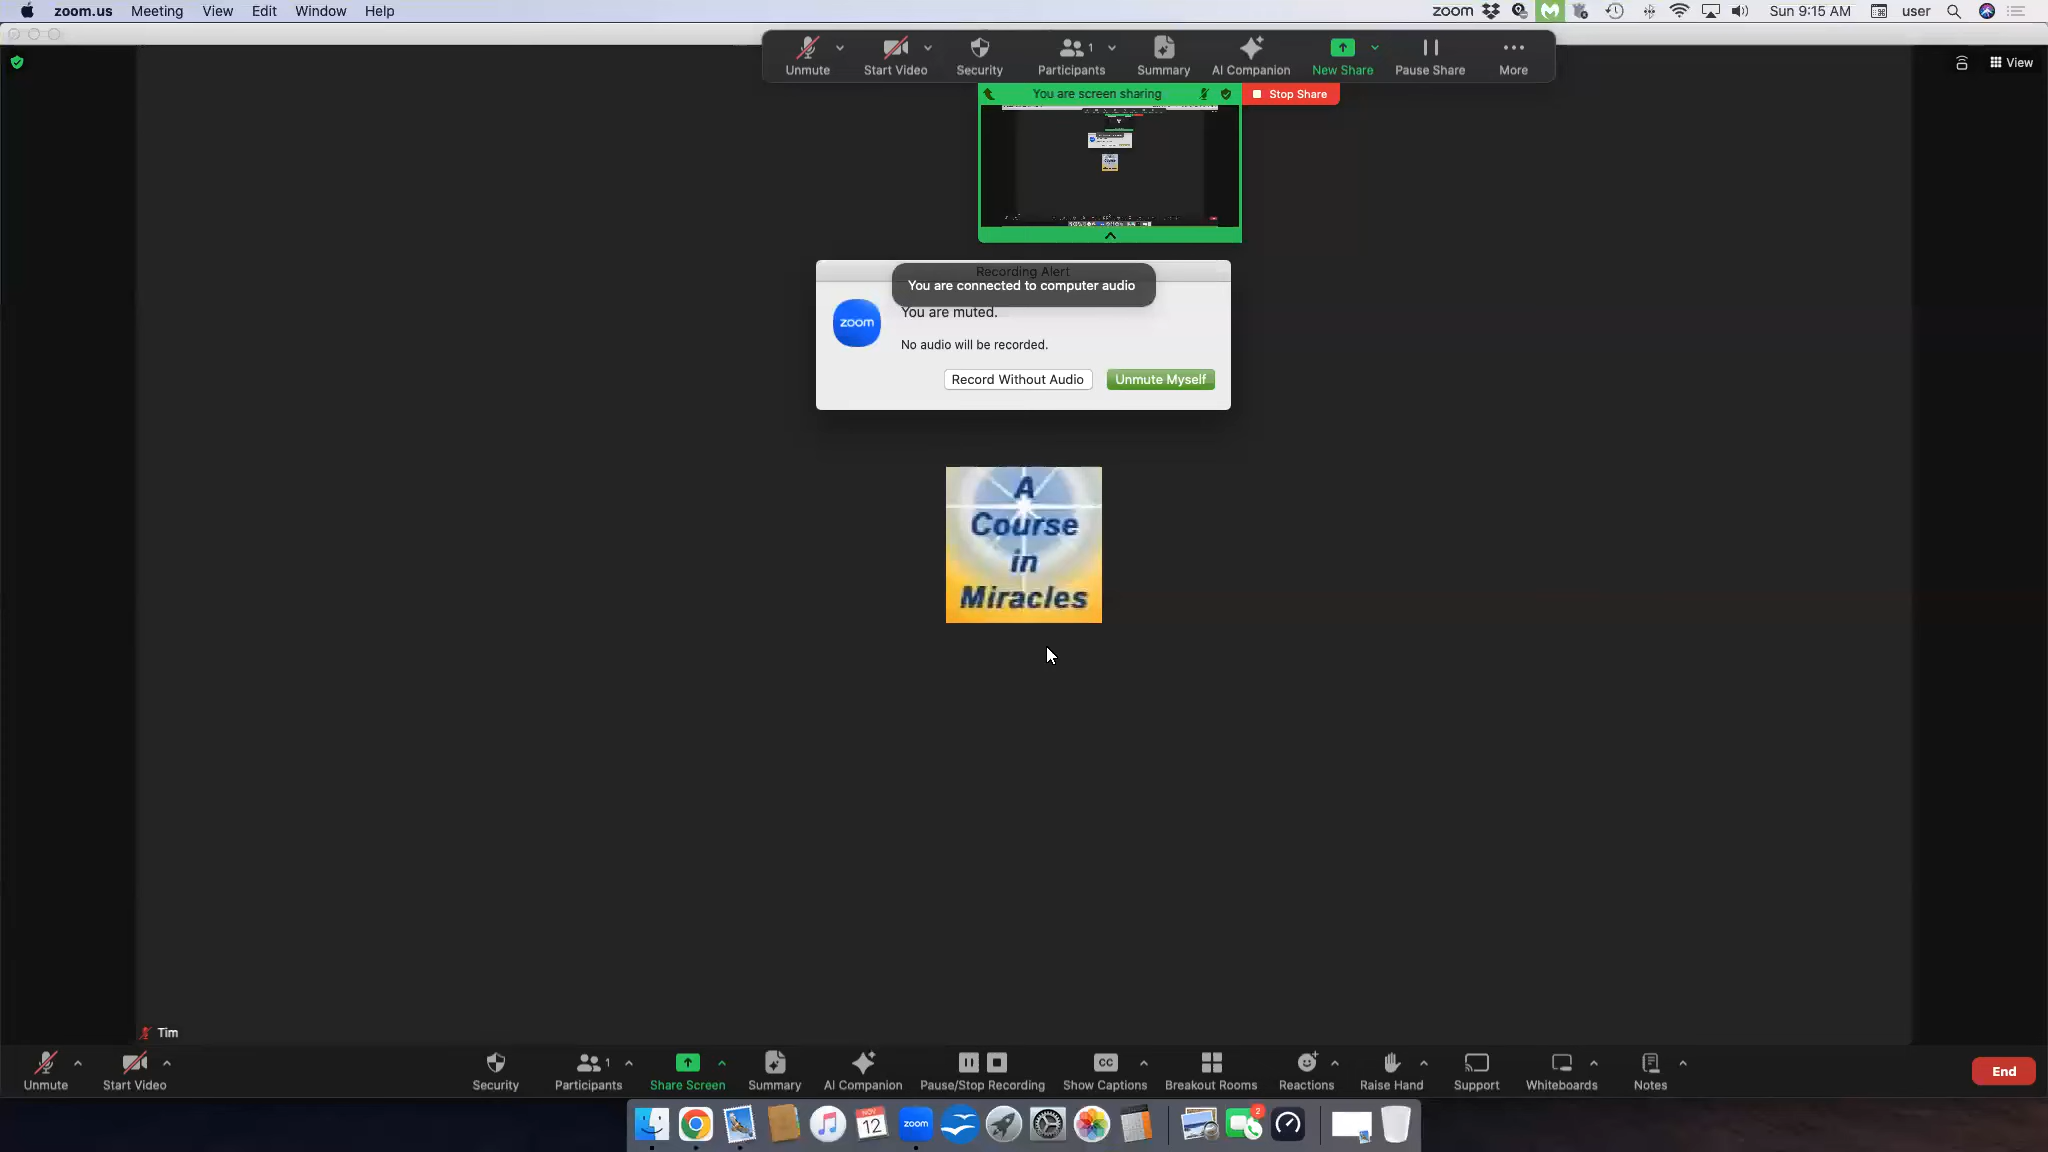 zoom.us Meeting View Edit Window Help
zoom Sun 9:15 AM user
Unmute Start Video Security Participants 1 Summary AI Companion New Share Pause Share More
View
You are screen sharing Stop Share
Recording Alert
You are connected to computer audio
zoom
You are muted.
No audio will be recorded.
Record Without Audio Unmute Myself
A
Course
in
Miracles
Tim
Unmute Start Video Security Participants 1 Share Screen Summary AI Companion Pause/Stop Recording CC Show Captions Breakout Rooms Reactions Raise Hand Support Whiteboards Notes End
NOV
12
zoom
2